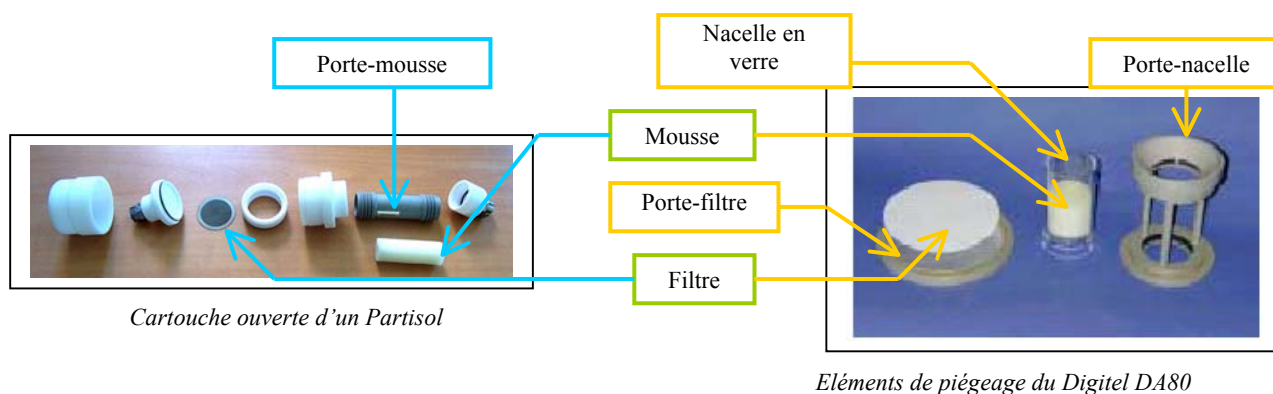 Porte-mousse
Nacelle en
verre
Porte-nacelle
Mousse
Porte-filtre
Filtre
Cartouche ouverte d’un Partisol
Eléments de piégeage du Digitel DA80